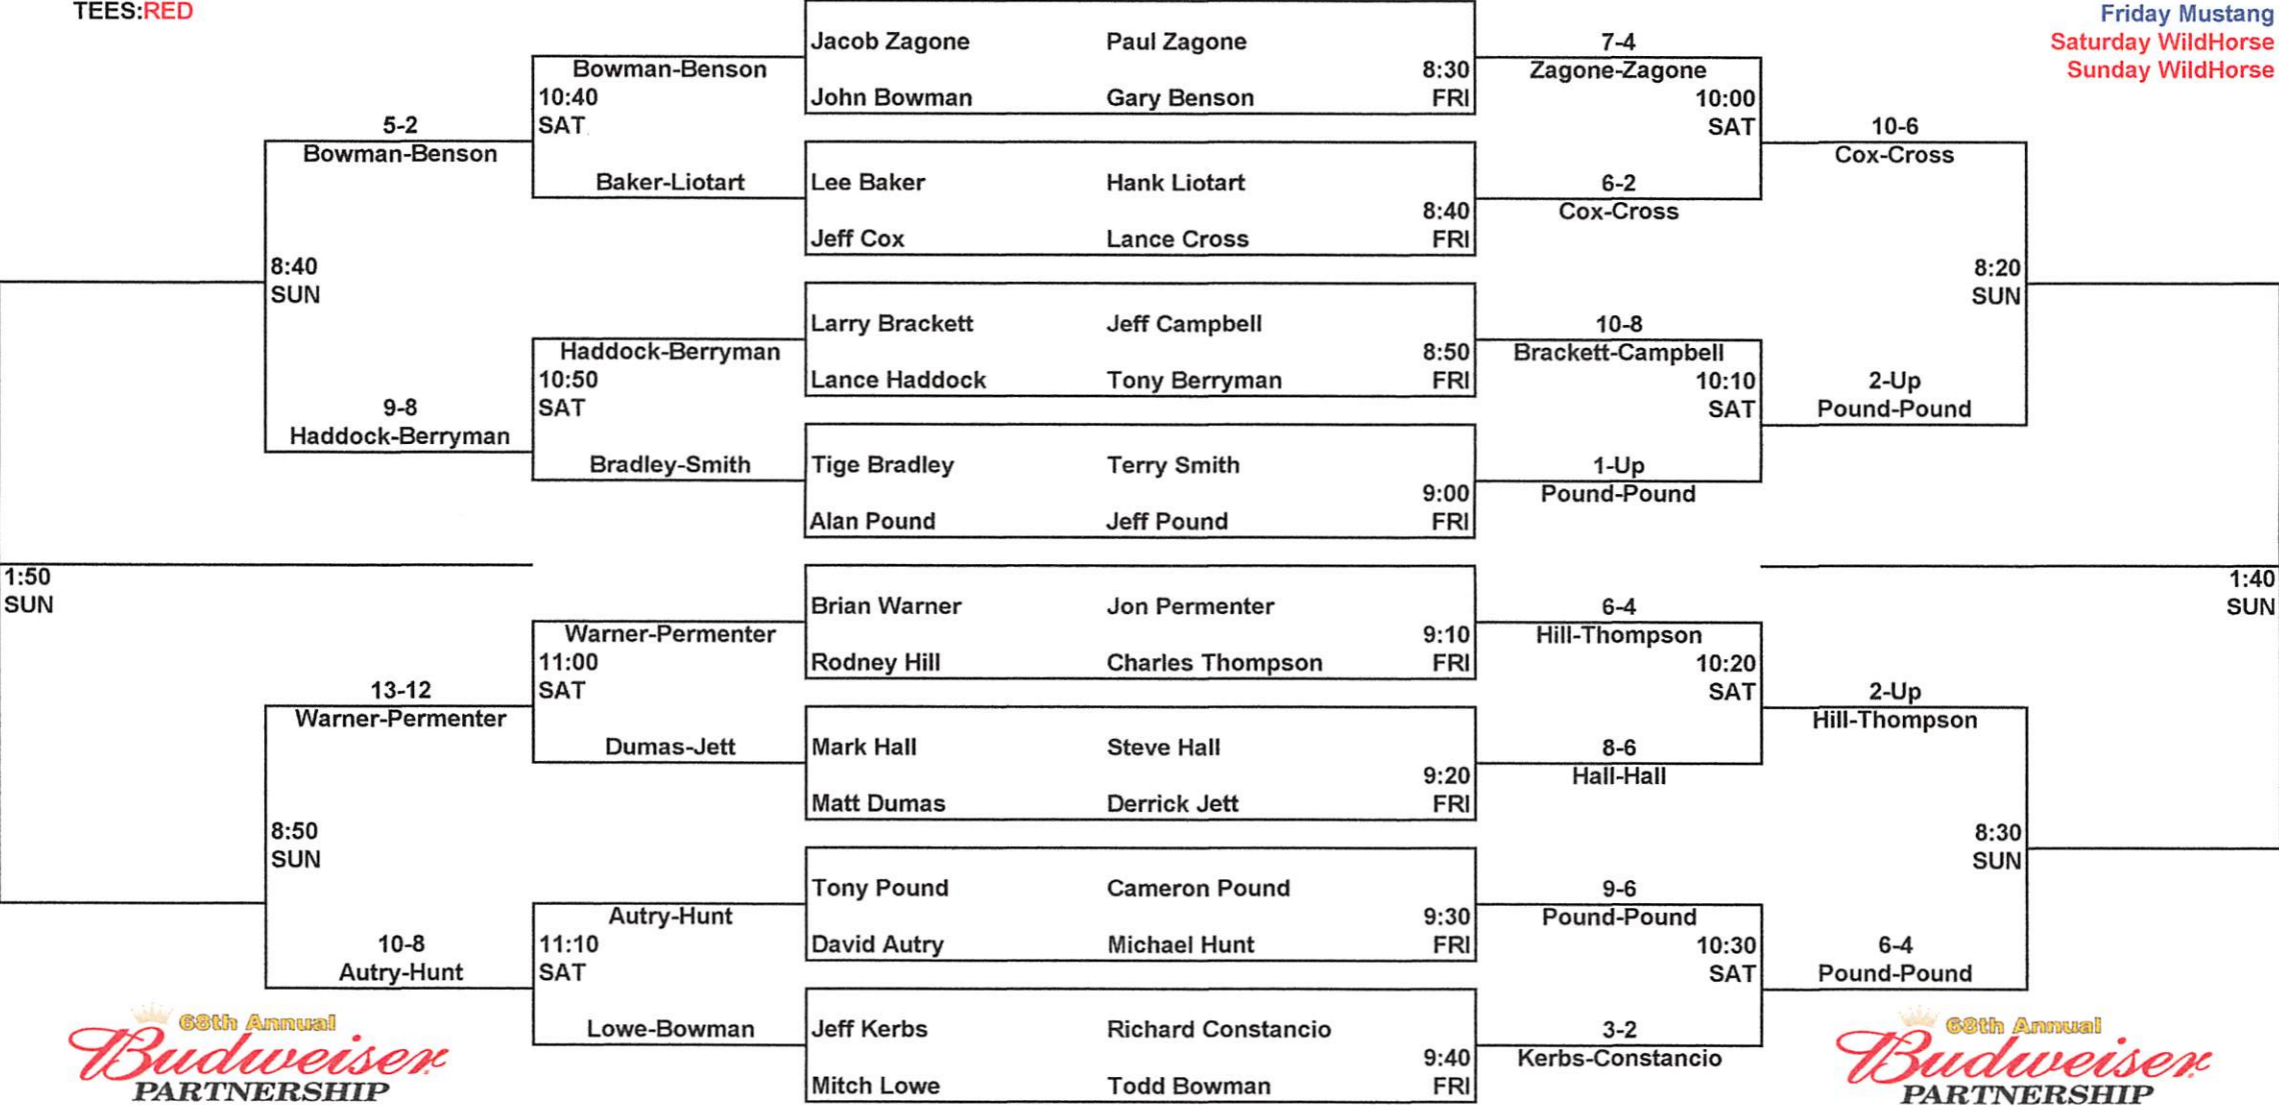 TEES:RED
Friday Mustang
Saturday WildHorse
Sunday WildHorse
5-2
Bowman-Benson
8:40
SUN
9-8
Haddock-Berryman
1:50
SUN
13-12
Warner-Permenter
8:50
SUN
10-8
Autry-Hunt
Bowman-Benson
10:40
SAT
Baker-Liotart
Haddock-Berryman
10:50
SAT
Bradley-Smith
Warner-Permenter
11:00
SAT
Dumas-Jett
Autry-Hunt
11:10
SAT
Lowe-Bowman
Jacob Zagone Paul Zagone
8:30
John Bowman Gary Benson FRI
Lee Baker Hank Liotart
8:40
Jeff Cox Lance Cross FRI
Larry Brackett Jeff Campbell
8:50
Lance Haddock Tony Berryman FRI
Tige Bradley Terry Smith
9:00
Alan Pound Jeff Pound FRI
Brian Warner Jon Permenter
9:10
Rodney Hill Charles Thompson FRI
Mark Hall Steve Hall
9:20
Matt Dumas Derrick Jett FRI
Tony Pound Cameron Pound
9:30
David Autry Michael Hunt FRI
Jeff Kerbs Richard Constancio
9:40
Mitch Lowe Todd Bowman FRI
7-4
Zagone-Zagone
10:00
SAT
6-2
Cox-Cross
10-8
Brackett-Campbell
10:10
SAT
1-Up
Pound-Pound
6-4
Hill-Thompson
10:20
SAT
8-6
Hall-Hall
9-6
Pound-Pound
10:30
SAT
3-2
Kerbs-Constancio
10-6
Cox-Cross
8:20
SUN
2-Up
Pound-Pound
1:40
SUN
2-Up
Hill-Thompson
8:30
SUN
6-4
Pound-Pound
68th Annual
Budweiser
PARTNERSHIP
68th Annual
Budweiser
PARTNERSHIP